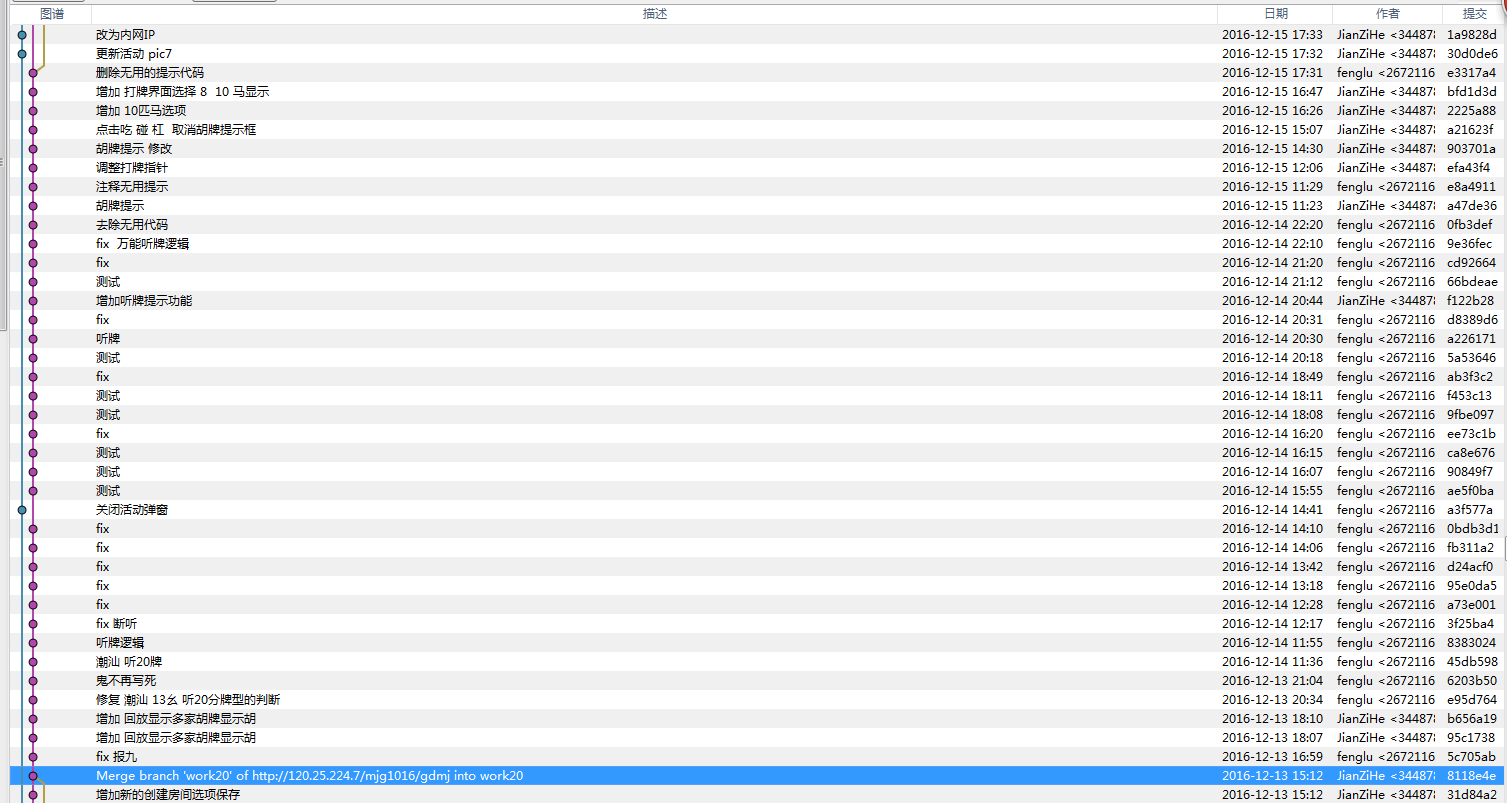 图谱 描述 日期 作者 提交
改为内网IP 2016-12-15 17:33 JianZiHe <344878 1a9828d
更新活动 pic7 2016-12-15 17:32 JianZiHe <344878 30d0de6
删除无用的提示代码 2016-12-15 17:31 fenglu <2672116 e3317a4
增加 打牌界面选择 8 10 马显示 2016-12-15 16:47 JianZiHe <344878 bfd1d3d
增加 10匹马选项 2016-12-15 16:26 JianZiHe <344878 2225a88
点击吃 碰 杠 取消胡牌提示框 2016-12-15 15:07 JianZiHe <344878 a21623f
胡牌提示 修改 2016-12-15 14:30 JianZiHe <344878 903701a
调整打牌指针 2016-12-15 12:06 JianZiHe <344878 efa43f4
注释无用提示 2016-12-15 11:29 fenglu <2672116 e8a4911
胡牌提示 2016-12-15 11:23 JianZiHe <344878 a47de36
去除无用代码 2016-12-14 22:20 fenglu <2672116 0fb3def
fix 万能听牌逻辑 2016-12-14 22:10 fenglu <2672116 9e36fec
fix 2016-12-14 21:20 fenglu <2672116 cd92664
测试 2016-12-14 21:12 fenglu <2672116 66bdeae
增加听牌提示功能 2016-12-14 20:44 JianZiHe <344878 f122b28
fix 2016-12-14 20:31 fenglu <2672116 d8389d6
听牌 2016-12-14 20:30 fenglu <2672116 a226171
测试 2016-12-14 20:18 fenglu <2672116 5a53646
fix 2016-12-14 18:49 fenglu <2672116 ab3f3c2
测试 2016-12-14 18:11 fenglu <2672116 f453c13
测试 2016-12-14 18:08 fenglu <2672116 9fbe097
fix 2016-12-14 16:20 fenglu <2672116 ee73c1b
测试 2016-12-14 16:15 fenglu <2672116 ca8e676
测试 2016-12-14 16:07 fenglu <2672116 90849f7
测试 2016-12-14 15:55 fenglu <2672116 ae5f0ba
关闭活动弹窗 2016-12-14 14:41 fenglu <2672116 a3f577a
fix 2016-12-14 14:10 fenglu <2672116 0bdb3d1
fix 2016-12-14 14:06 fenglu <2672116 fb311a2
fix 2016-12-14 13:42 fenglu <2672116 d24acf0
fix 2016-12-14 13:18 fenglu <2672116 95e0da5
fix 2016-12-14 12:28 fenglu <2672116 a73e001
fix 断听 2016-12-14 12:17 fenglu <2672116 3f25ba4
听牌逻辑 2016-12-14 11:55 fenglu <2672116 8383024
潮汕 听20牌 2016-12-14 11:36 fenglu <2672116 45db598
鬼不再写死 2016-12-13 21:04 fenglu <2672116 6203b50
修复 潮汕 13幺 听20分牌型的判断 2016-12-13 20:34 fenglu <2672116 e95d764
增加 回放显示多家胡牌显示胡 2016-12-13 18:10 JianZiHe <344878 b656a19
增加 回放显示多家胡牌显示胡 2016-12-13 18:07 JianZiHe <344878 95c1738
fix 报九 2016-12-13 16:59 fenglu <2672116 5c705ab
Merge branch 'work20' of http://120.25.224.7/mjg1016/gdmj into work20 2016-12-13 15:12 JianZiHe <344878 8118e4e
增加新的创建房间选项保存 2016-12-13 15:12 JianZiHe <344878 31d84a2